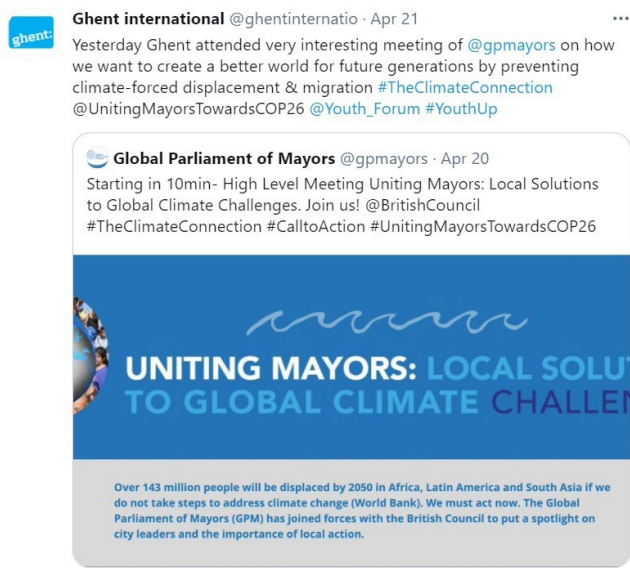 ghent:
Ghent international @ghentinternatio · Apr 21
Yesterday Ghent attended very interesting meeting of @gpmayors on how
we want to create a better world for future generations by preventing
climate-forced displacement & migration #TheClimateConnection
@UnitingMayorsTowardsCOP26 @Youth_Forum #YouthUp
Global Parliament of Mayors @gpmayors · Apr 20
Starting in 10min- High Level Meeting Uniting Mayors: Local Solutions
to Global Climate Challenges. Join us! @BritishCouncil
#TheClimateConnection #CalltoAction #UnitingMayorsTowardsCOP26
UNITING MAYORS: LOCAL SOLUT
TO GLOBAL CLIMATE CHALLEN
Over 143 million people will be displaced by 2050 in Africa, Latin America and South Asia if we
do not take steps to address climate change (World Bank). We must act now. The Global
Parliament of Mayors (GPM) has joined forces with the British Council to put a spotlight on
city leaders and the importance of local action.